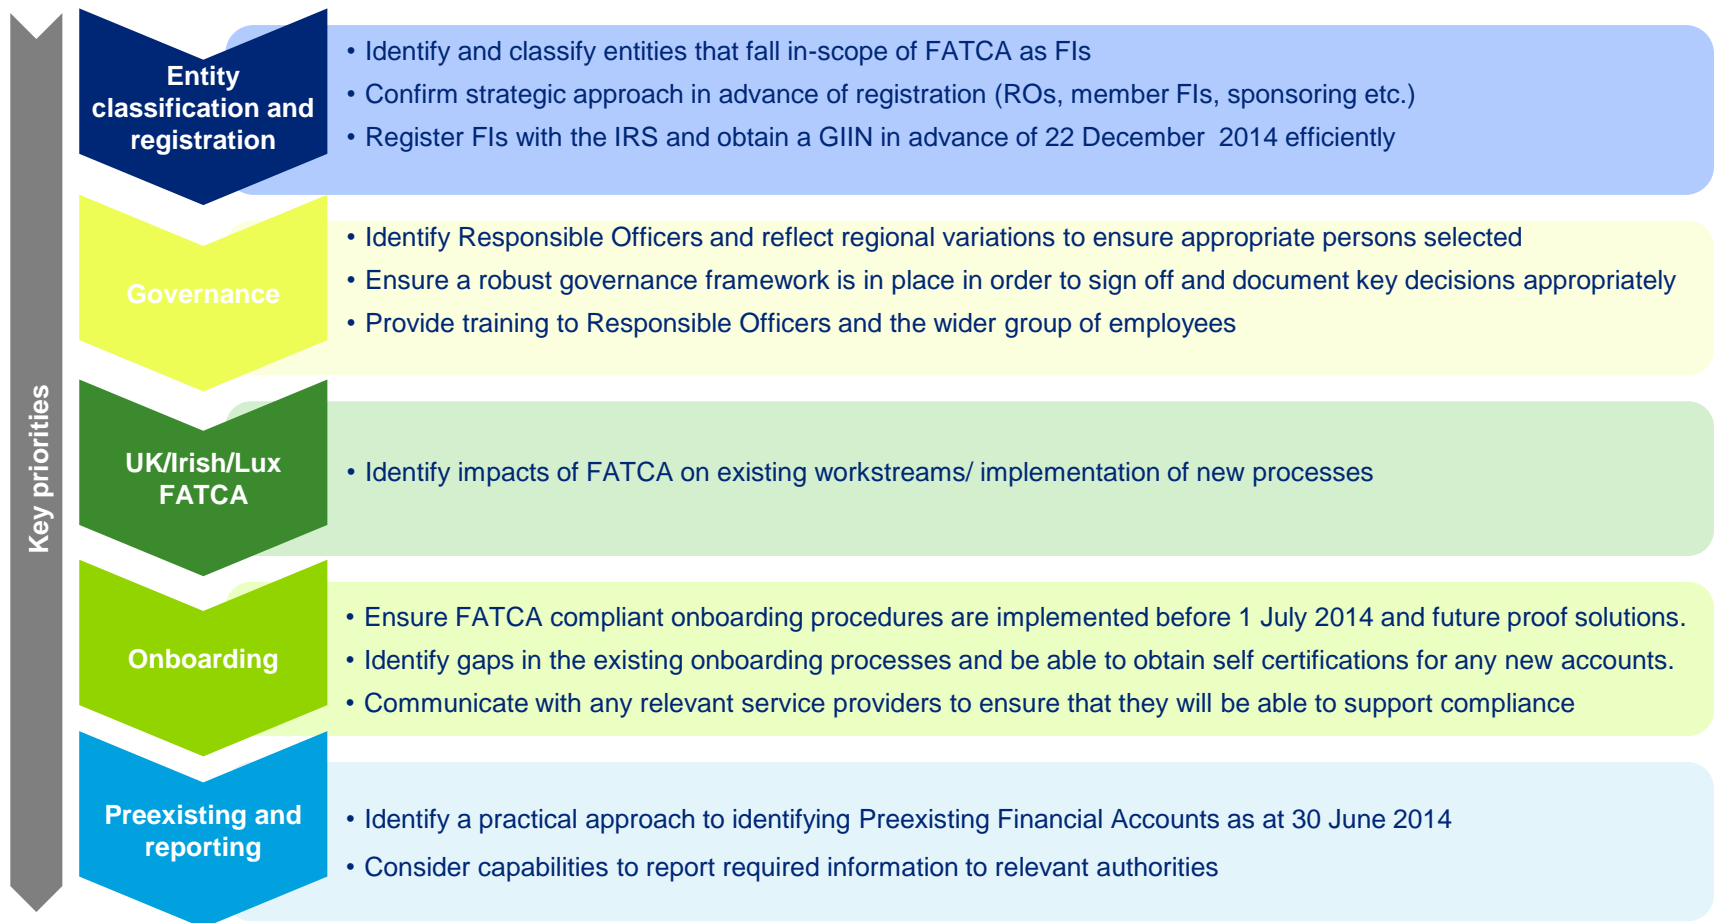 Key priorities
Entity
classification and
registration
• Identify and classify entities that fall in-scope of FATCA as FIs
• Confirm strategic approach in advance of registration (ROs, member FIs, sponsoring etc.)
• Register FIs with the IRS and obtain a GIIN in advance of 22 December 2014 efficiently
Governance
• Identify Responsible Officers and reflect regional variations to ensure appropriate persons selected
• Ensure a robust governance framework is in place in order to sign off and document key decisions appropriately
• Provide training to Responsible Officers and the wider group of employees
UK/Irish/Lux
FATCA
• Identify impacts of FATCA on existing workstreams/ implementation of new processes
Onboarding
• Ensure FATCA compliant onboarding procedures are implemented before 1 July 2014 and future proof solutions.
• Identify gaps in the existing onboarding processes and be able to obtain self certifications for any new accounts.
• Communicate with any relevant service providers to ensure that they will be able to support compliance
Preexisting and
reporting
• Identify a practical approach to identifying Preexisting Financial Accounts as at 30 June 2014
• Consider capabilities to report required information to relevant authorities